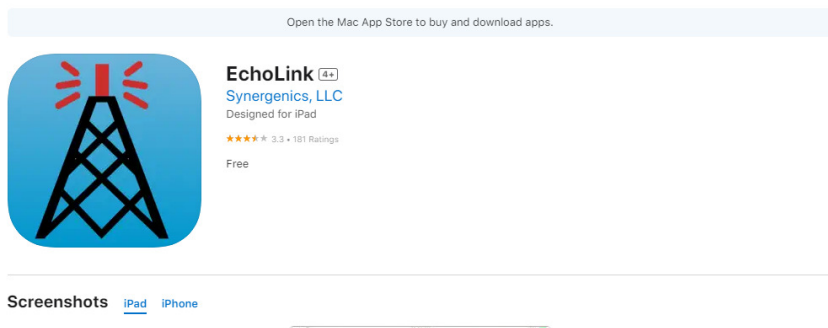 Open the Mac App Store to buy and download apps.
EchoLink 4+
Synergenics, LLC
Designed for iPad
3.3 • 181 Ratings
Free
Screenshots iPad iPhone